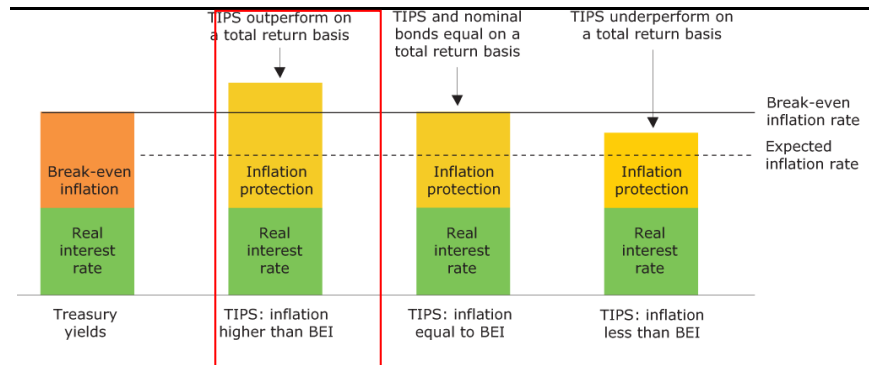 TIPS outperform on
a total return basis
TIPS and nominal
bonds equal on a
total return basis
TIPS underperform on
a total return basis
Break-even
inflation rate
Expected
inflation rate
Break-even
inflation
Inflation
protection
Inflation
protection
Inflation
protection
Real
interest
rate
Real
interest
rate
Real
interest
rate
Real
interest
rate
Treasury
yields
TIPS: inflation
higher than BEI
TIPS: inflation
equal to BEI
TIPS: inflation
less than BEI